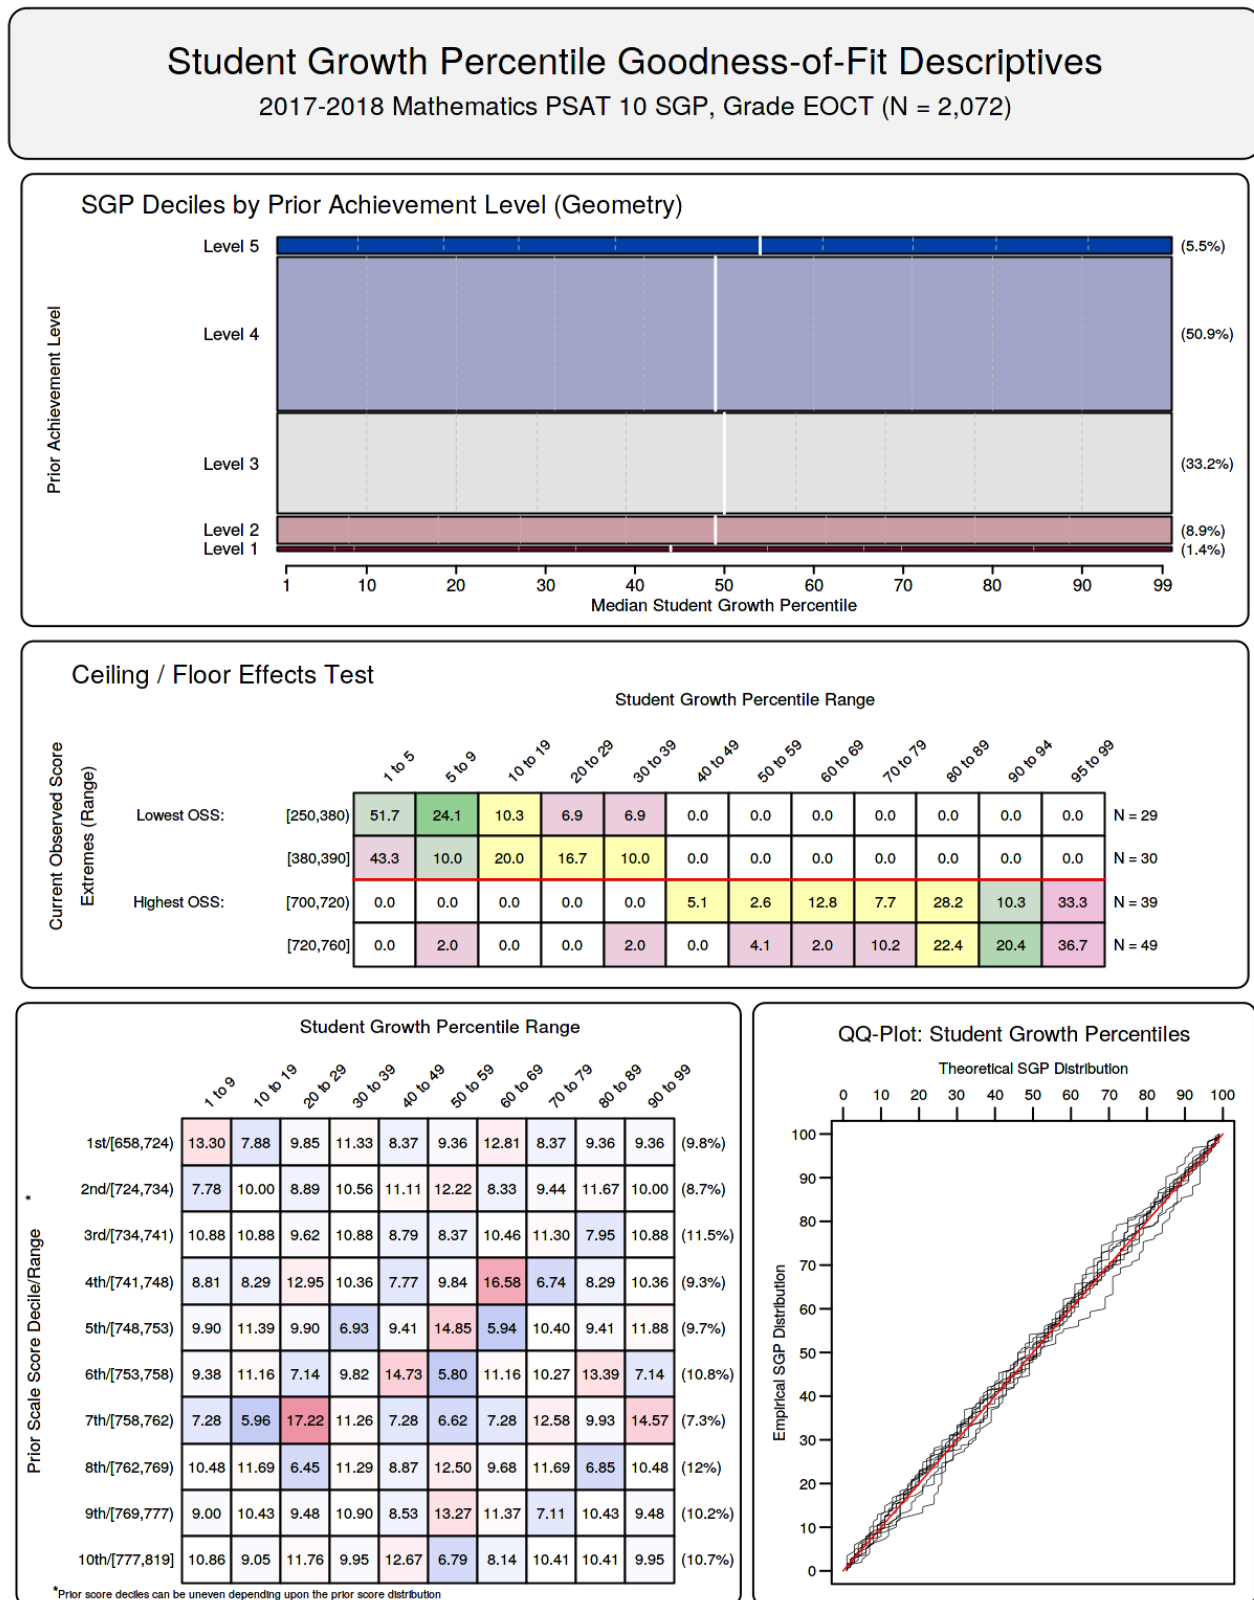 Student Growth Percentile Goodness-of-Fit Descriptives
2017-2018 Mathematics PSAT 10 SGP, Grade EOCT (N = 2,072)
SGP Deciles by Prior Achievement Level (Geometry)
Prior Achievement Level
Level 5 (5.5%)
Level 4 (50.9%)
Level 3 (33.2%)
Level 2 (8.9%)
Level 1 (1.4%)
1 10 20 30 40 50 60 70 80 90 99
Median Student Growth Percentile
Ceiling / Floor Effects Test
Student Growth Percentile Range
Current Observed Score
Extremes (Range)
1 to 5 5 to 9 10 to 19 20 to 29 30 to 39 40 to 49 50 to 59 60 to 69 70 to 79 80 to 89 90 to 94 95 to 99
Lowest OSS: [250,380) 51.7 24.1 10.3 6.9 6.9 0.0 0.0 0.0 0.0 0.0 0.0 0.0 N = 29
[380,390] 43.3 10.0 20.0 16.7 10.0 0.0 0.0 0.0 0.0 0.0 0.0 0.0 N = 30
Highest OSS: [700,720) 0.0 0.0 0.0 0.0 0.0 5.1 2.6 12.8 7.7 28.2 10.3 33.3 N = 39
[720,760] 0.0 2.0 0.0 0.0 2.0 0.0 4.1 2.0 10.2 22.4 20.4 36.7 N = 49
Student Growth Percentile Range
Prior Scale Score Decile/Range *
1 to 9 10 to 19 20 to 29 30 to 39 40 to 49 50 to 59 60 to 69 70 to 79 80 to 89 90 to 99
1st/[658,724) 13.30 7.88 9.85 11.33 8.37 9.36 12.81 8.37 9.36 9.36 (9.8%)
2nd/[724,734) 7.78 10.00 8.89 10.56 11.11 12.22 8.33 9.44 11.67 10.00 (8.7%)
3rd/[734,741) 10.88 10.88 9.62 10.88 8.79 8.37 10.46 11.30 7.95 10.88 (11.5%)
4th/[741,748) 8.81 8.29 12.95 10.36 7.77 9.84 16.58 6.74 8.29 10.36 (9.3%)
5th/[748,753) 9.90 11.39 9.90 6.93 9.41 14.85 5.94 10.40 9.41 11.88 (9.7%)
6th/[753,758) 9.38 11.16 7.14 9.82 14.73 5.80 11.16 10.27 13.39 7.14 (10.8%)
7th/[758,762) 7.28 5.96 17.22 11.26 7.28 6.62 7.28 12.58 9.93 14.57 (7.3%)
8th/[762,769) 10.48 11.69 6.45 11.29 8.87 12.50 9.68 11.69 6.85 10.48 (12%)
9th/[769,777) 9.00 10.43 9.48 10.90 8.53 13.27 11.37 7.11 10.43 9.48 (10.2%)
10th/[777,819] 10.86 9.05 11.76 9.95 12.67 6.79 8.14 10.41 10.41 9.95 (10.7%)
*Prior score deciles can be uneven depending upon the prior score distribution
QQ-Plot: Student Growth Percentiles
Theoretical SGP Distribution
0 10 20 30 40 50 60 70 80 90 100
Empirical SGP Distribution
100
90
80
70
60
50
40
30
20
10
0